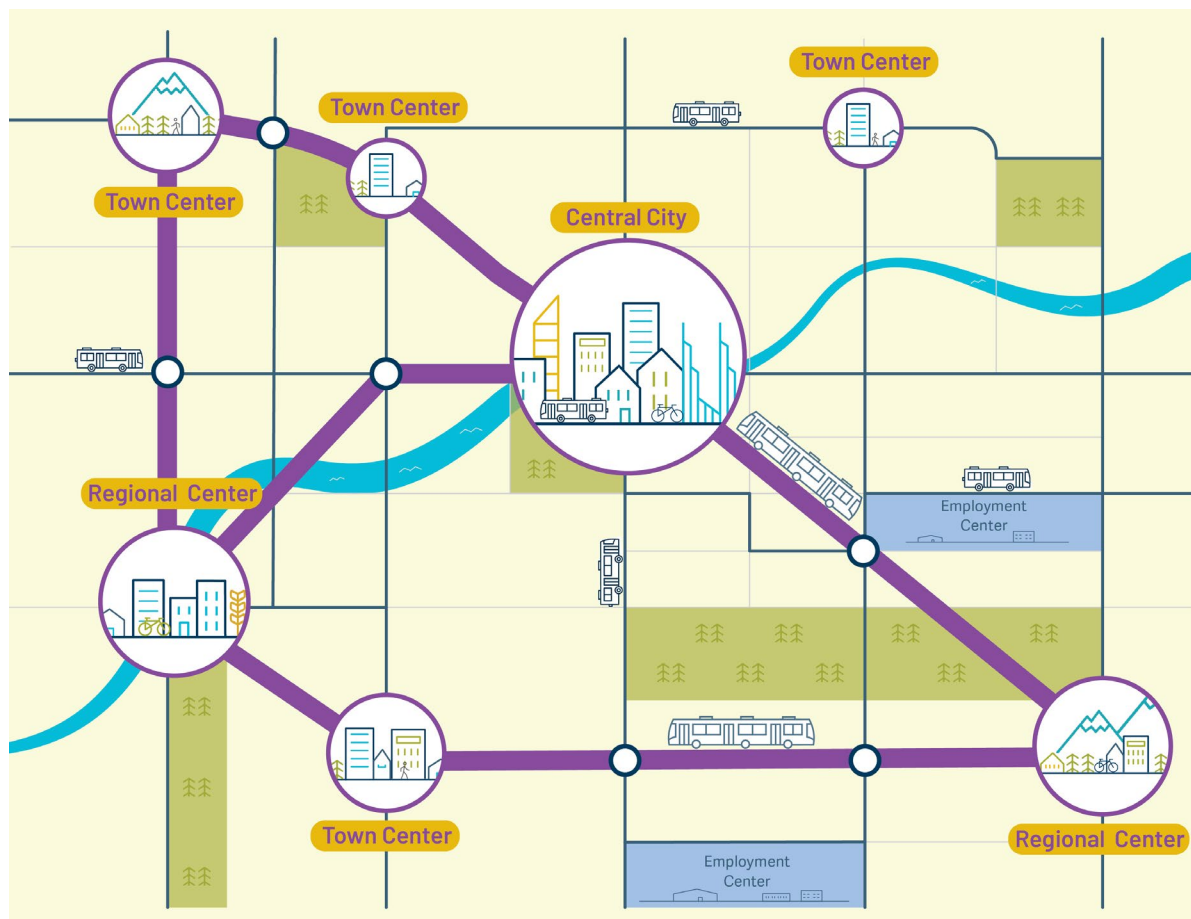 Town Center
Town Center
Town Center
Central City
Regional Center
Employment
Center
Town Center
Regional Center
Employment
Center